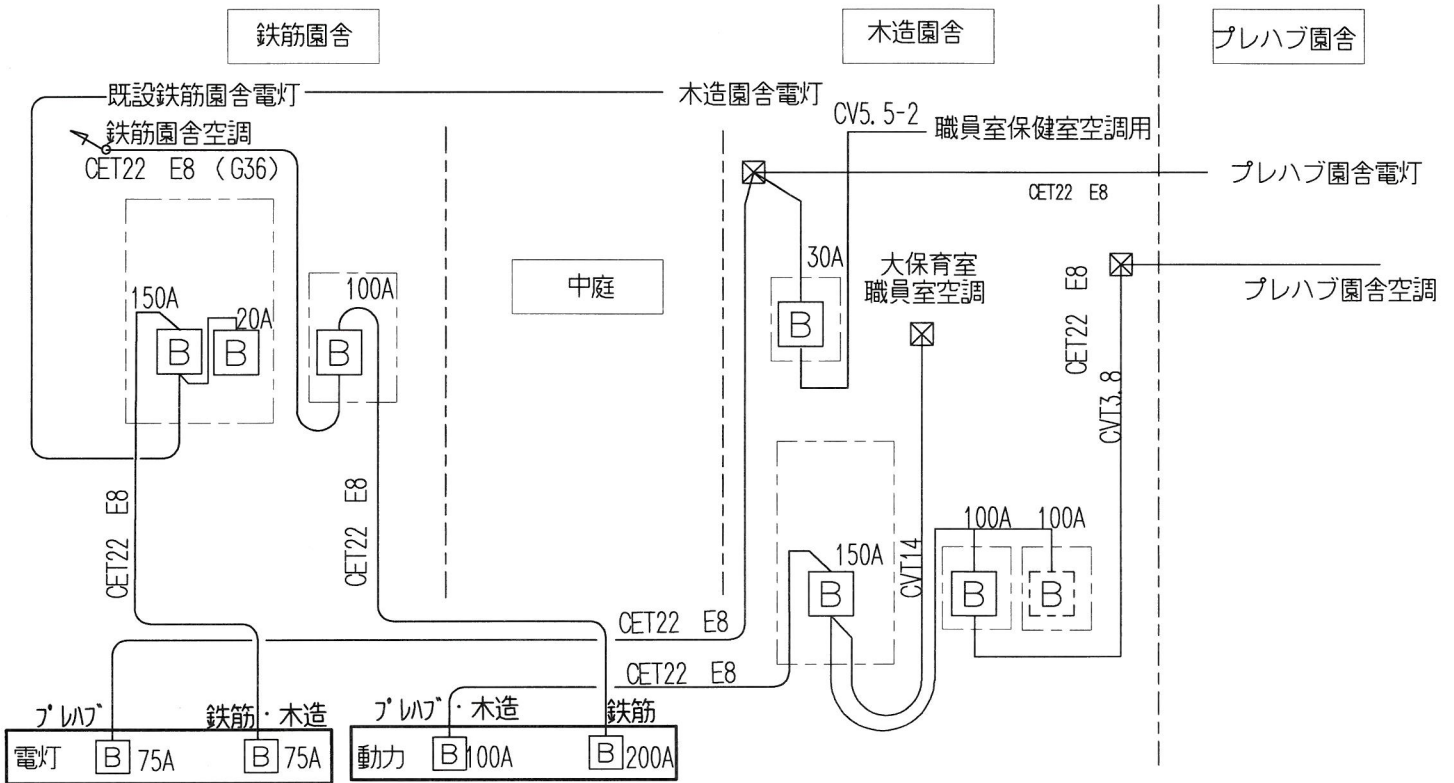 鉄筋園舎
木造園舎
プレハブ園舎
既設鉄筋園舎電灯
木造園舎電灯
鉄筋園舎空調
CET22 E8 (G36)
CV5.5-2
職員室保健室空調用
プレハブ園舎電灯
CET22 E8
150A
B
20A
B
100A
B
中庭
30A
B
大保育室
職員室空調
CET22 E8
CVT3.8
プレハブ園舎空調
CET22 E8
CET22 E8
150A
B
CVT14
100A
B
100A
B
CET22 E8
CET22 E8
プレハブ
鉄筋・木造
電灯 B 75A B 75A
プレハブ・木造
鉄筋
動力 B 100A B 200A